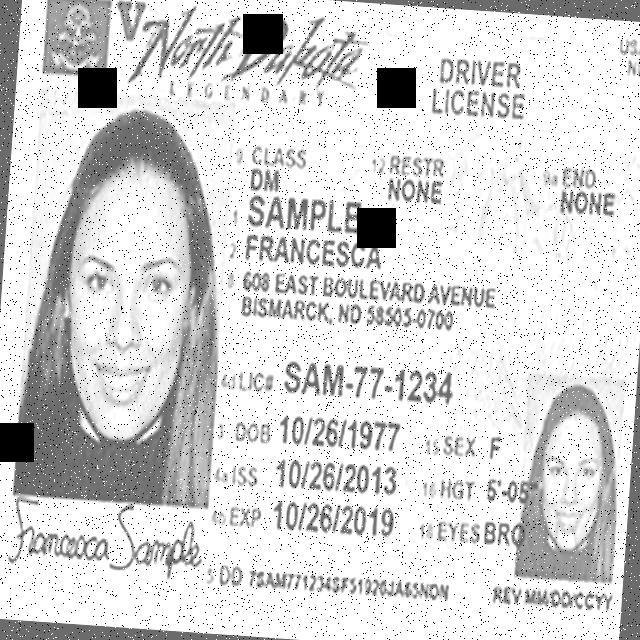 North Dakota
LEGENDARY
DRIVER
LICENSE
9 CLASS
DM
12 RESTR
NONE
9a END
NONE
1 SAMPLE
2 FRANCESCA
8 608 EAST BOULEVARD AVENUE
BISMARCK, ND 58505-0700
4d LIC# SAM-77-1234
3 DOB 10/26/1977
15 SEX F
4a ISS 10/26/2013
16 HGT 5'-05"
4b EXP 10/26/2019
18 EYES BRO
Francesca Sample
5 DD
REV MM/DD/CCYY